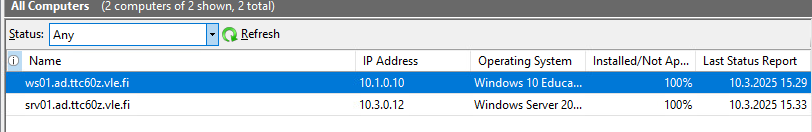 All Computers (2 computers of 2 shown, 2 total)
Status: Any Refresh
Name IP Address Operating System Installed/Not Ap... Last Status Report
ws01.ad.ttc60z.vle.fi 10.1.0.10 Windows 10 Educa... 100% 10.3.2025 15.29
srv01.ad.ttc60z.vle.fi 10.3.0.12 Windows Server 20... 100% 10.3.2025 15.33